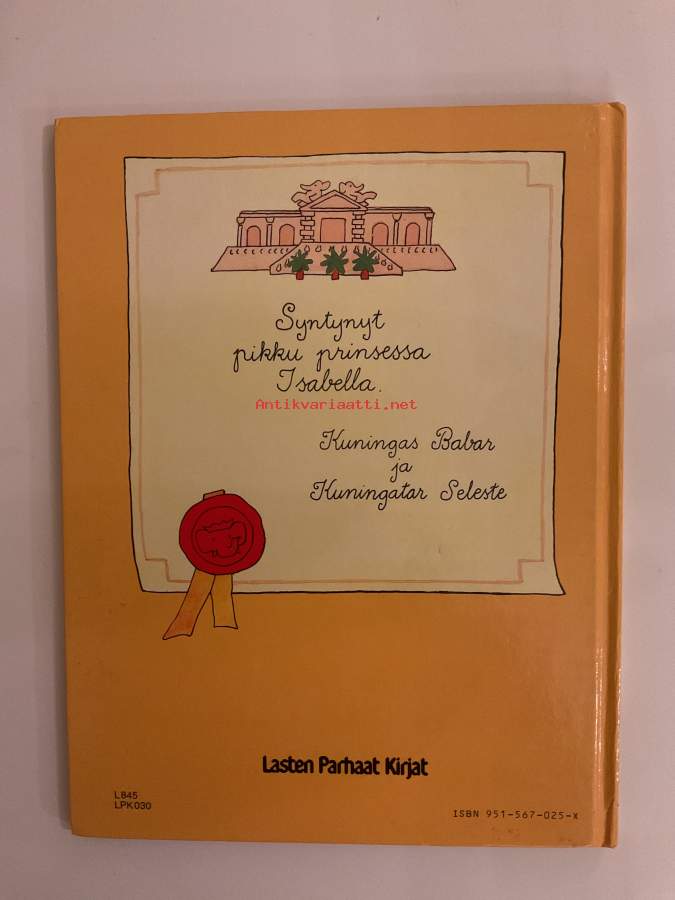 Syntynyt
pikku prinsessa
Isabella.
Antikvariaatti.net
Kuningas Babar
ja
Kuningatar Seleste
Lasten Parhaat Kirjat
L845
LPK030
ISBN 951-567-025-X